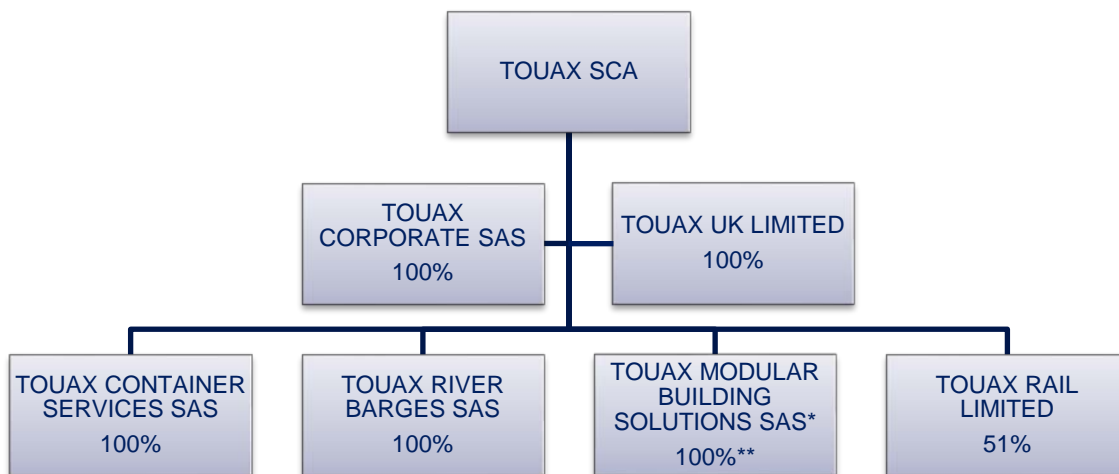 TOUAX SCA
TOUAX
CORPORATE SAS
100%
TOUAX UK LIMITED
100%
TOUAX CONTAINER
SERVICES SAS
100%
TOUAX RIVER
BARGES SAS
100%
TOUAX MODULAR
BUILDING
SOLUTIONS SAS*
100%**
TOUAX RAIL
LIMITED
51%